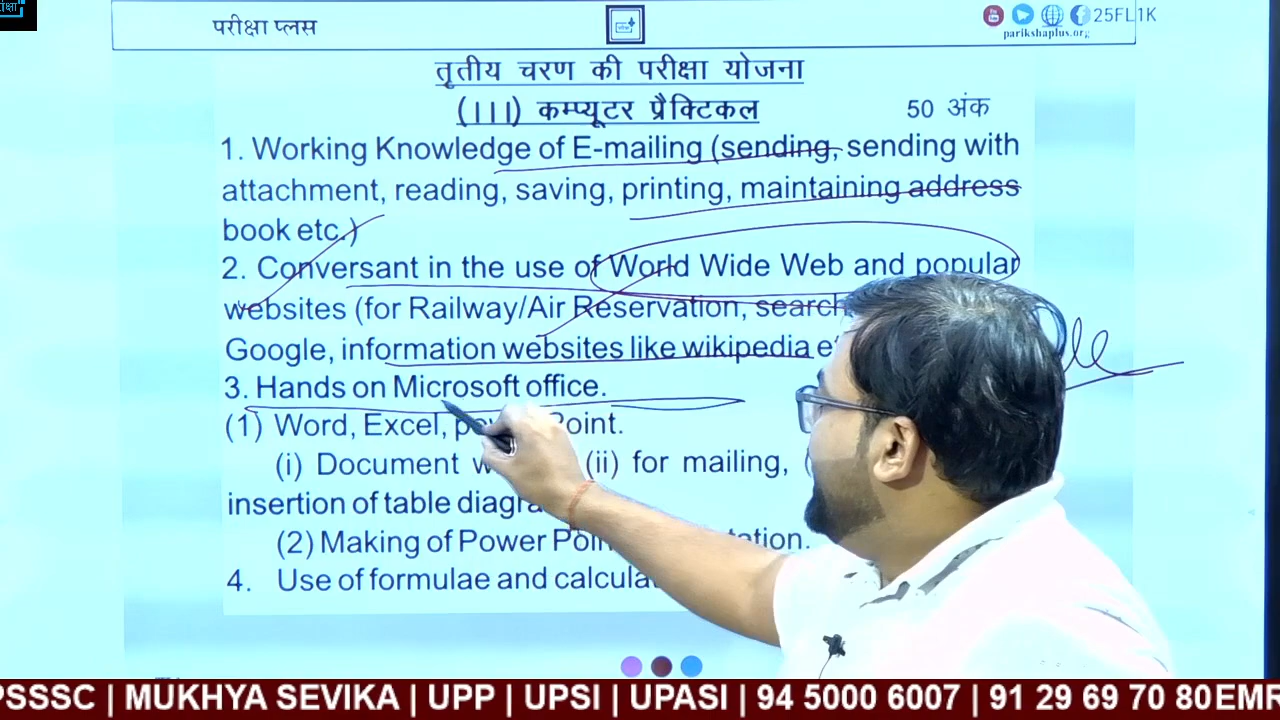 परीक्षा प्लस
25FL1K
parikshaplus.org
तृतीय चरण की परीक्षा योजना
(III) कम्प्यूटर प्रैक्टिकल 50 अंक
1. Working Knowledge of E-mailing (sending, sending with
attachment, reading, saving, printing, maintaining address
book etc.)
2. Conversant in the use of World Wide Web and popular
websites (for Railway/Air Reservation, search
Google, information websites like wikipedia
3. Hands on Microsoft office.
(1) Word, Excel, Point.
(i) Document (ii) for mailing,
insertion of table
(2) Making of Power
4. Use of formulae and
PSSSC | MUKHYA SEVIKA | UPP | UPSI | UPASI | 94 5000 6007 | 91 29 69 70 80 EMR